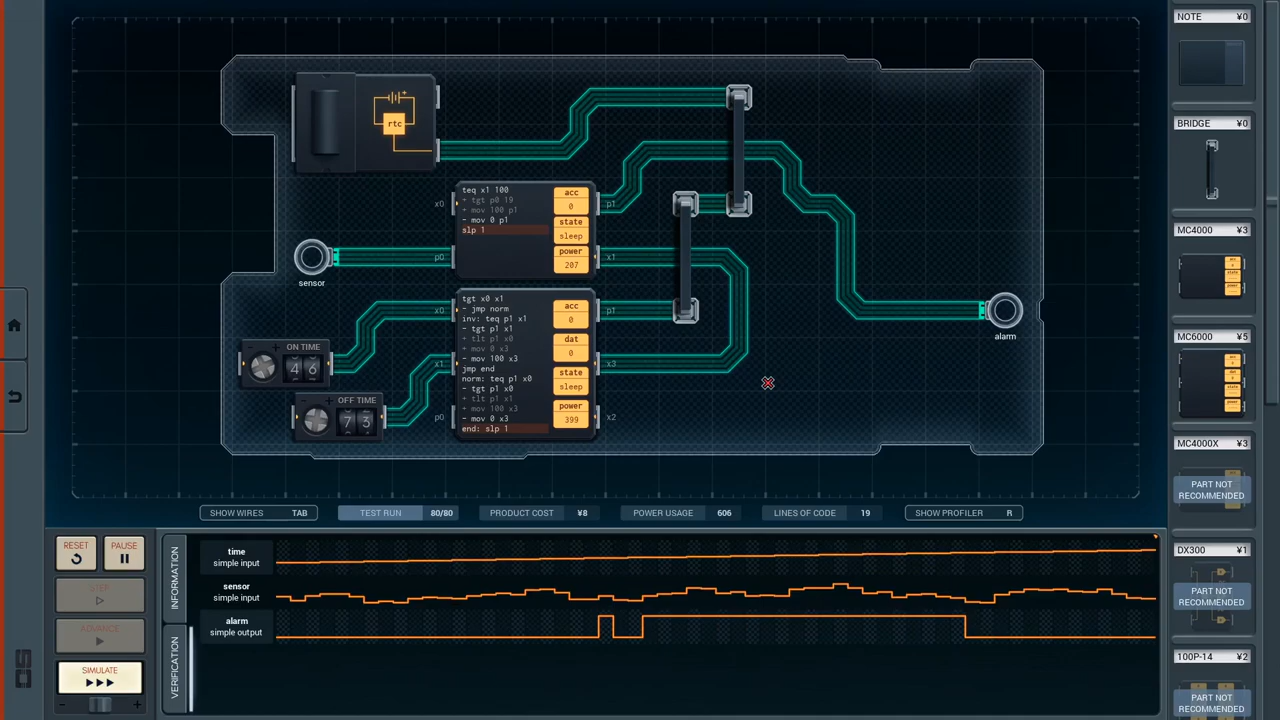 rtc
sensor
x0
teq x1 100
+ tgt p0 19
+ mov 100 p1
- mov 0 p1
slp 1
acc
0
state
sleep
power
207
p1
x1
p0
x0
x1
p0
tgt x0 x1
- jmp norm
inv: teq p1 x1
- tgt p1 x1
+ tlt p1 x0
+ mov 0 x3
- mov 100 x3
jmp end
norm: teq p1 x0
- tgt p1 x0
+ tlt p1 x1
+ mov 100 x3
- mov 0 x3
end: slp 1
acc
0
dat
0
state
sleep
power
399
p1
x3
x2
ON TIME
- +
4 6
OFF TIME
- +
7 3
alarm
SHOW WIRES TAB
TEST RUN 80/80
PRODUCT COST ¥8
POWER USAGE 606
LINES OF CODE 19
SHOW PROFILER R
RESET
PAUSE
STEP
ADVANCE
SIMULATE
- +
INFORMATION
VERIFICATION
time
simple input
sensor
simple input
alarm
simple output
NOTE ¥0
BRIDGE ¥0
MC4000 ¥3
MC6000 ¥5
MC4000X ¥3
PART NOT
RECOMMENDED
DX300 ¥1
PART NOT
RECOMMENDED
100P-14 ¥2
PART NOT
RECOMMENDED